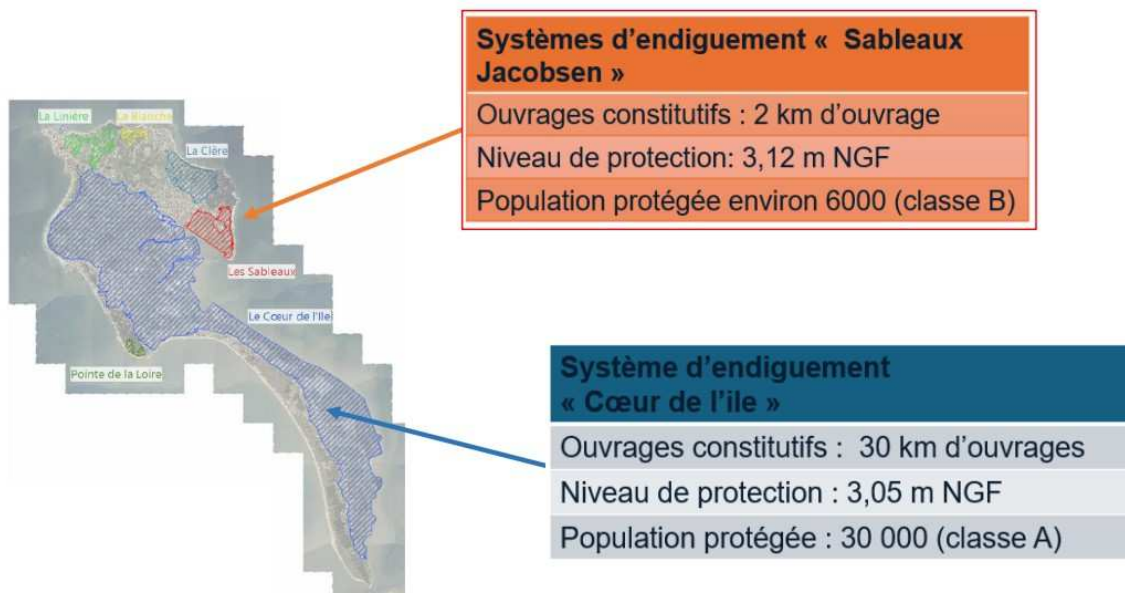 Systèmes d'endiguement « Sableaux
Jacobsen »
Ouvrages constitutifs : 2 km d'ouvrage
Niveau de protection: 3,12 m NGF
Population protégée environ 6000 (classe B)
La Linière
La Blanche
La Clère
Les Sableaux
Le Cœur de l'Ile
Pointe de la Loire
Système d'endiguement
« Cœur de l'ile »
Ouvrages constitutifs : 30 km d'ouvrages
Niveau de protection : 3,05 m NGF
Population protégée : 30 000 (classe A)